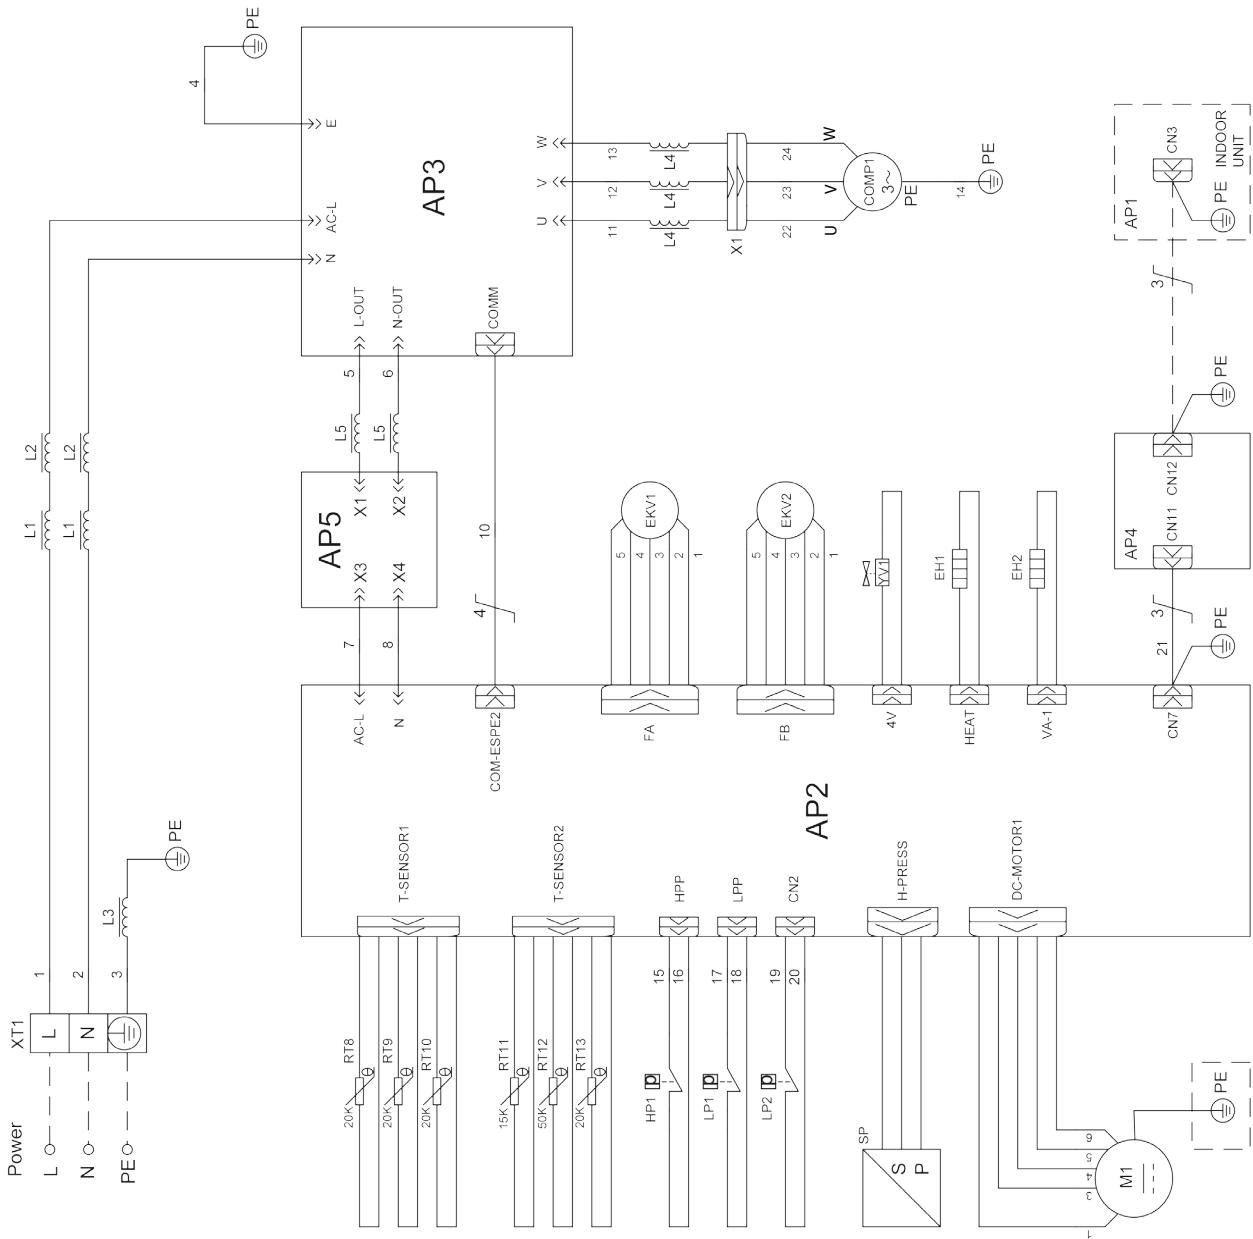 Power
L
N
PE
XT1
L
N
1
2
3
L1
L1
L2
L2
L3
PE
4
PE
E
AC-L
N
AP3
L-OUT
N-OUT
COMM
W
V
U
13
12
11
L4
L4
L4
X1
24
23
22
W
V
U
COMP1
3~
PE
14
PE
5
6
L5
L5
X1
X2
AP5
X3
X4
7
8
10
4
AC-L
N
COM-ESPE2
EKV1
5
4
3
2
1
FA
EKV2
5
4
3
2
1
FB
YV1
4V
EH1
HEAT
EH2
VA-1
AP1
CN3
PE
INDOOR
UNIT
3
PE
AP4
CN11
CN12
3
21
PE
CN7
AP2
T-SENSOR1
RT8
20K
θ
RT9
20K
θ
RT10
20K
θ
T-SENSOR2
RT11
15K
θ
RT12
50K
θ
RT13
20K
θ
HPP
15
16
HP1
P
LPP
17
18
LP1
P
CN2
19
20
LP2
P
H-PRESS
SP
S
P
DC-MOTOR1
6
5
4
3
1
M1
PE